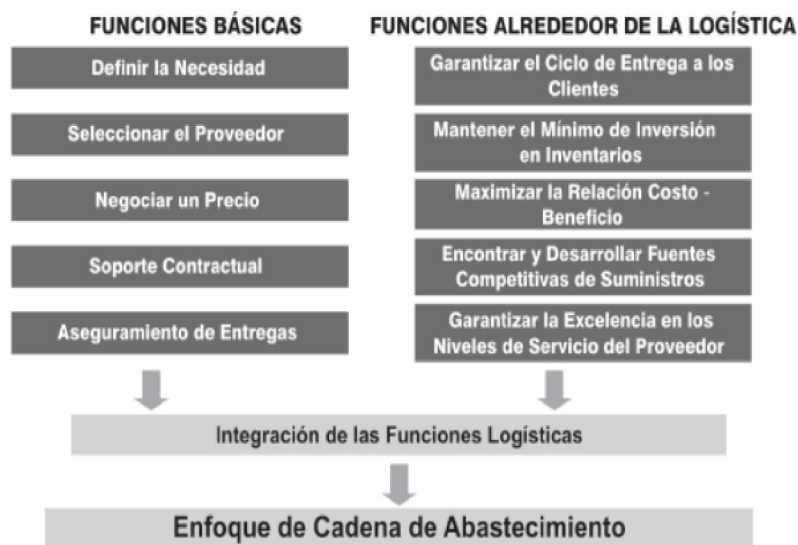 FUNCIONES BÁSICAS
Definir la Necesidad
Seleccionar el Proveedor
Negociar un Precio
Soporte Contractual
Aseguramiento de Entregas
FUNCIONES ALREDEDOR DE LA LOGÍSTICA
Garantizar el Ciclo de Entrega a los
Clientes
Mantener el Mínimo de Inversión
en Inventarios
Maximizar la Relación Costo -
Beneficio
Encontrar y Desarrollar Fuentes
Competitivas de Suministros
Garantizar la Excelencia en los
Niveles de Servicio del Proveedor
Integración de las Funciones Logísticas
Enfoque de Cadena de Abastecimiento